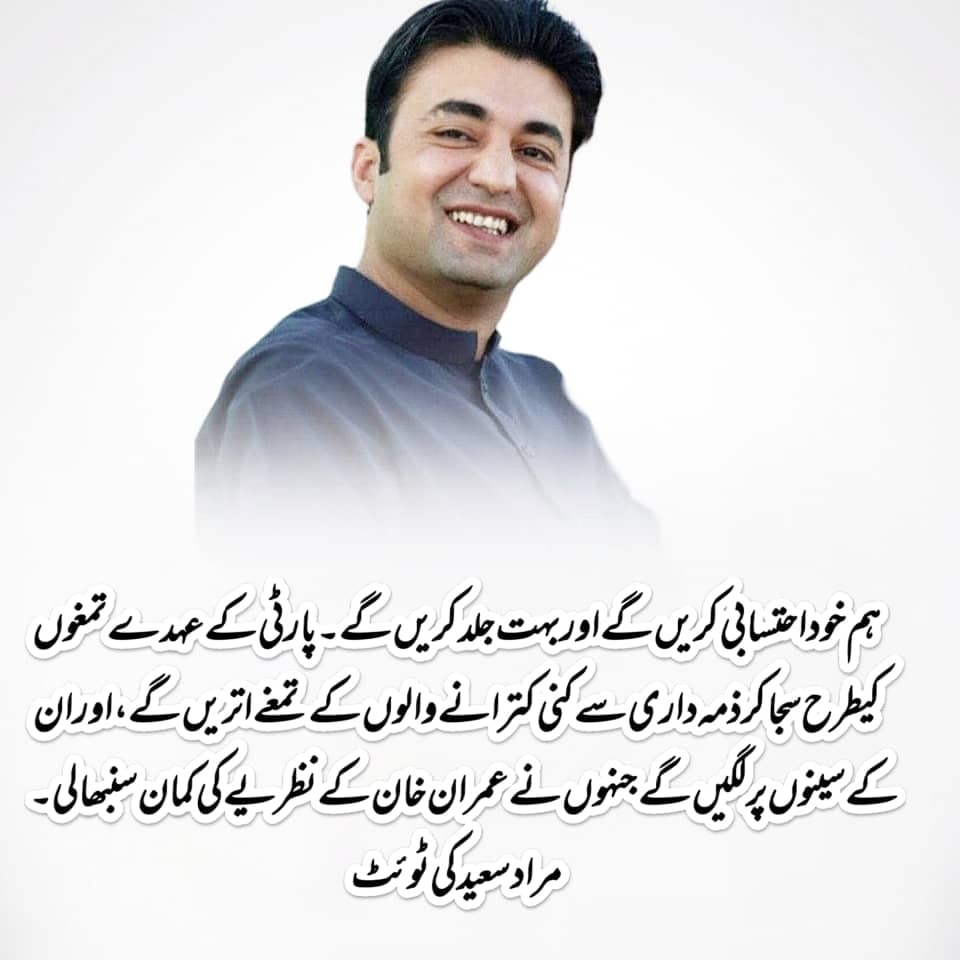 ہم خود احتسابی کریں گے اور بہت جلد کریں گے۔ پارٹی کے عہدے تمغوں
کیطرح سجا کر ذمہ داری سے کنی کترانے والوں کے تمغے اتریں گے، اور ان
کے سینوں پر لگیں گے جنہوں نے عمران خان کے نظریے کی کمان سنبھالی۔
مراد سعید کی ٹوئٹ